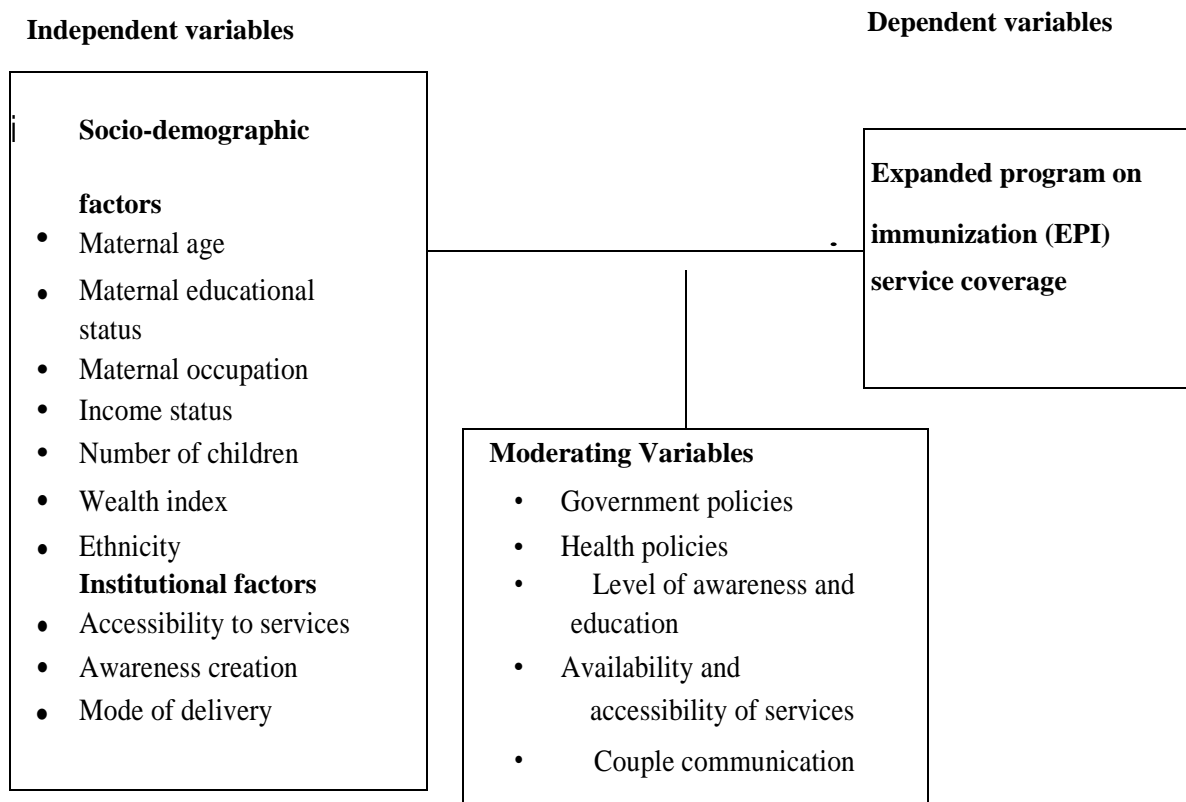 Independent variables
Dependent variables
i Socio-demographic
factors
• Maternal age
• Maternal educational
status
• Maternal occupation
• Income status
• Number of children
• Wealth index
• Ethnicity
Institutional factors
• Accessibility to services
• Awareness creation
• Mode of delivery
Expanded program on
immunization (EPI)
service coverage
Moderating Variables
• Government policies
• Health policies
• Level of awareness and
education
• Availability and
accessibility of services
• Couple communication